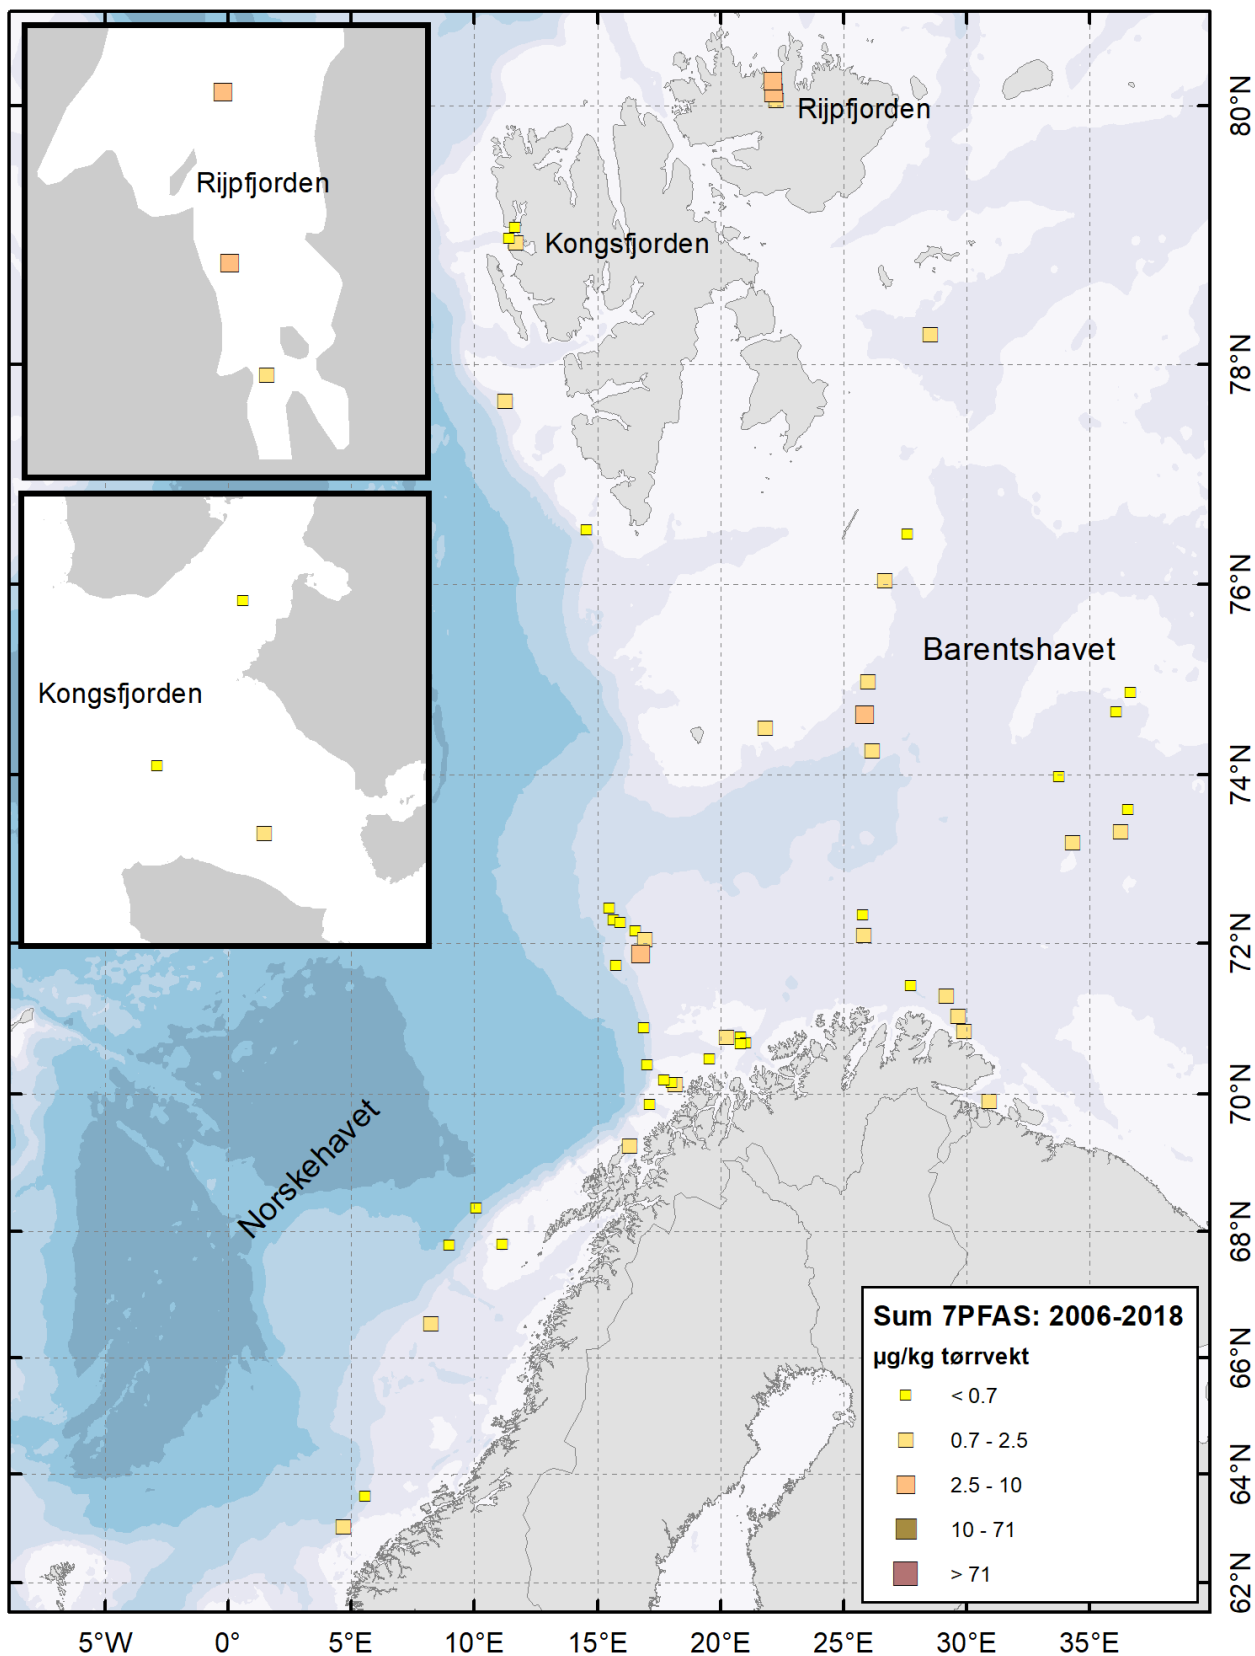 Rijpfjorden
Kongsfjorden
Rijpfjorden
Kongsfjorden
Barentshavet
Norskehavet
80°N
78°N
76°N
74°N
72°N
70°N
68°N
66°N
64°N
62°N
Sum 7PFAS: 2006-2018
µg/kg tørrvekt
< 0.7
0.7 - 2.5
2.5 - 10
10 - 71
> 71
5°W 0° 5°E 10°E 15°E 20°E 25°E 30°E 35°E